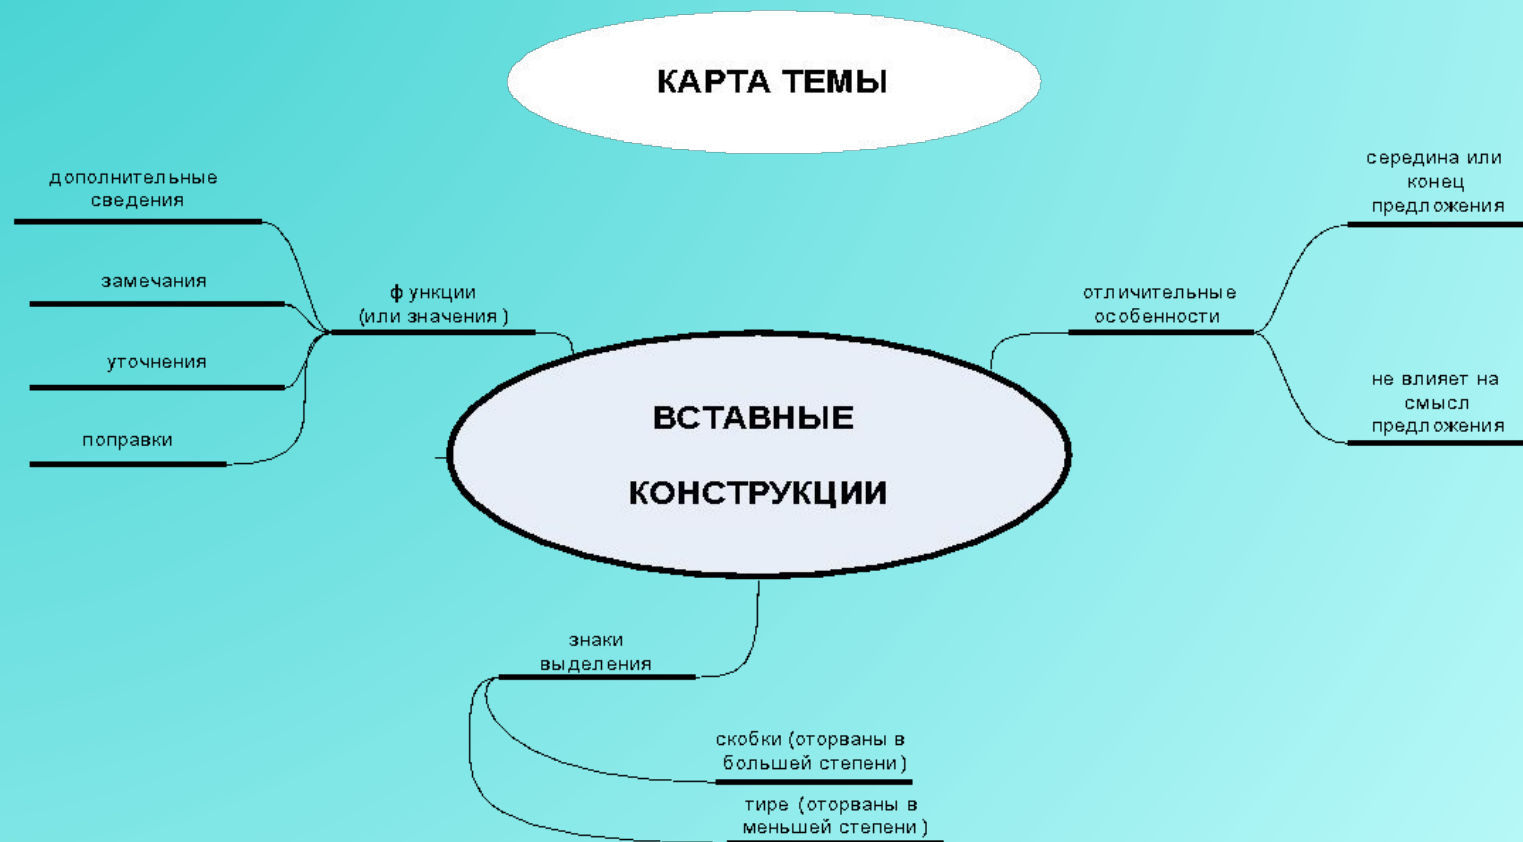 КАРТА ТЕМЫ
дополнительные
сведения
замечания
уточнения
поправки
функции
(или значения)
ВСТАВНЫЕ
КОНСТРУКЦИИ
отличительные
особенности
середина или
конец
предложения
не влияет на
смысл
предложения
знаки
выделения
скобки (оторваны в
большей степени)
тире (оторваны в
меньшей степени)